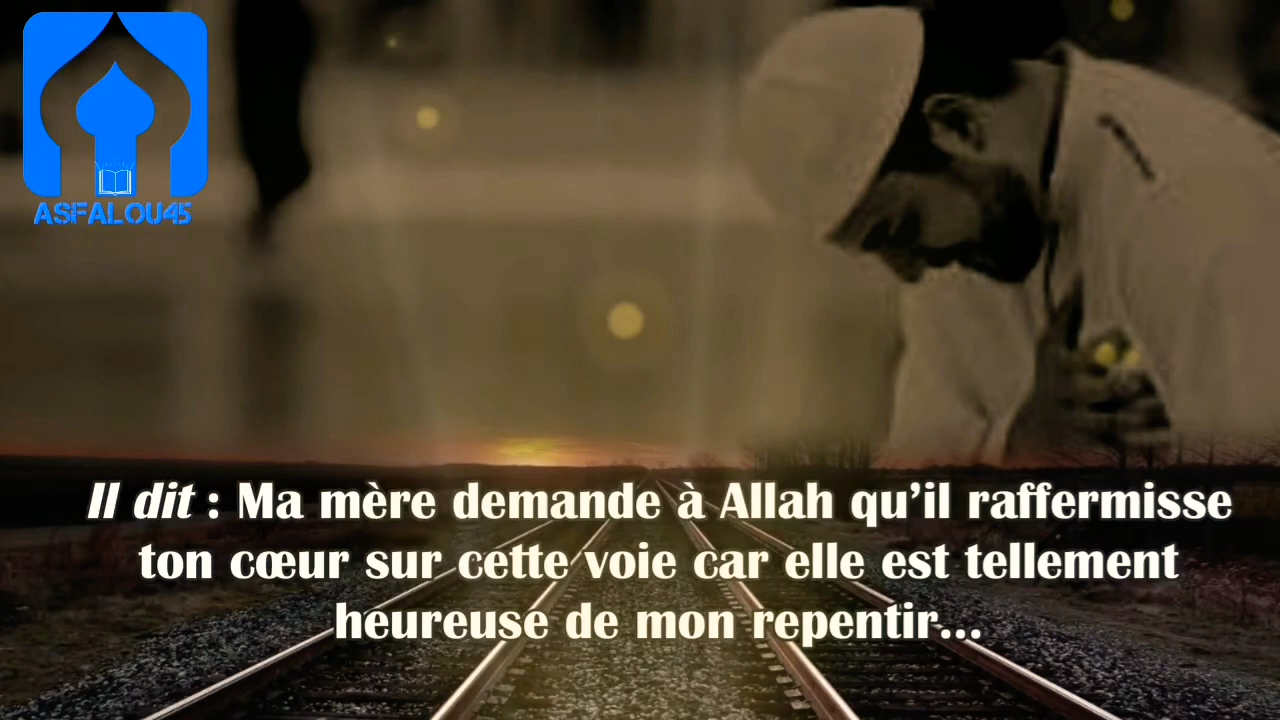 ASFALOU45
Il dit : Ma mère demande à Allah qu’il raffermisse
ton cœur sur cette voie car elle est tellement
heureuse de mon repentir...